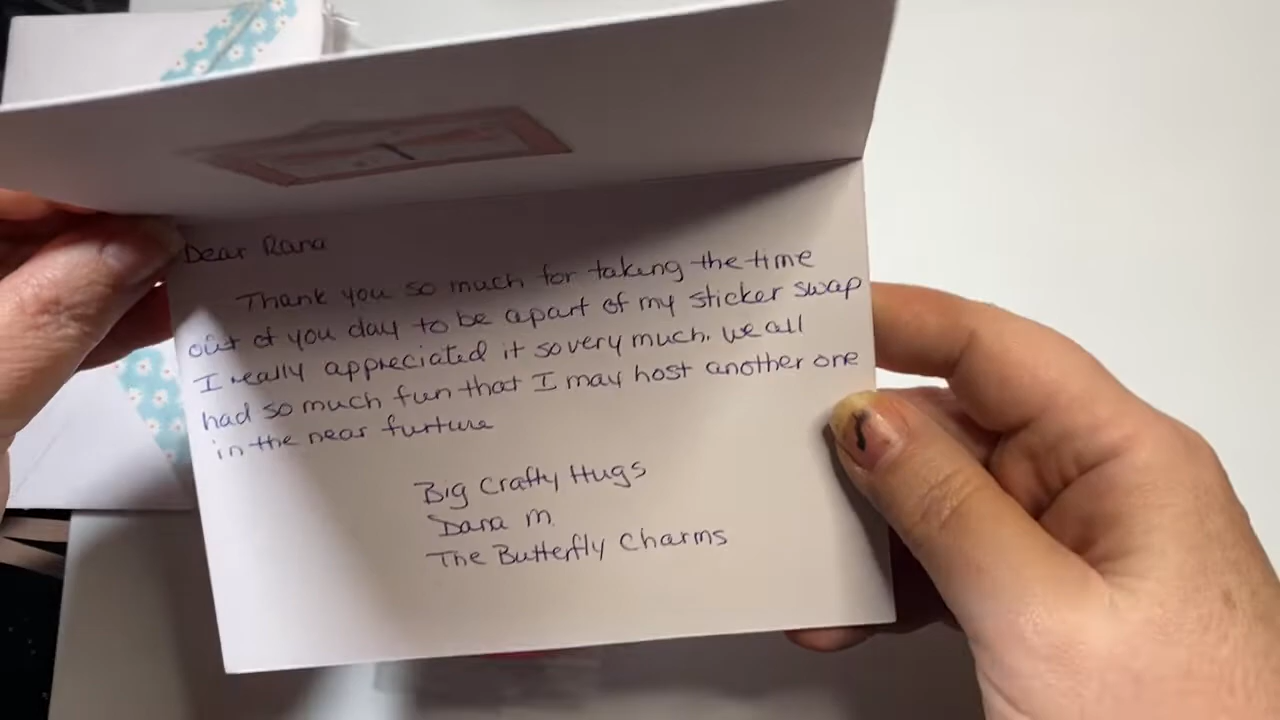 Dear Rana
Thank you so much for taking the time
out of you day to be apart of my sticker swap
I really appreciated it so very much. we all
had so much fun that I may host another one
in the near furture
Big Crafty Hugs
Dana M.
The Butterfly Charms